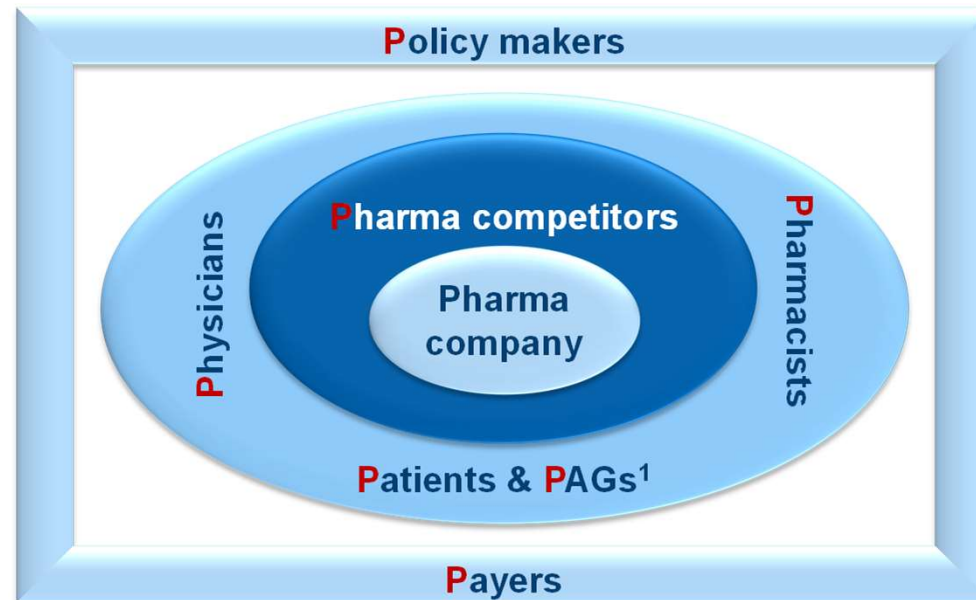 Policy makers
Physicians
Pharma competitors
Pharma
company
Pharmacists
Patients & PAGs¹
Payers